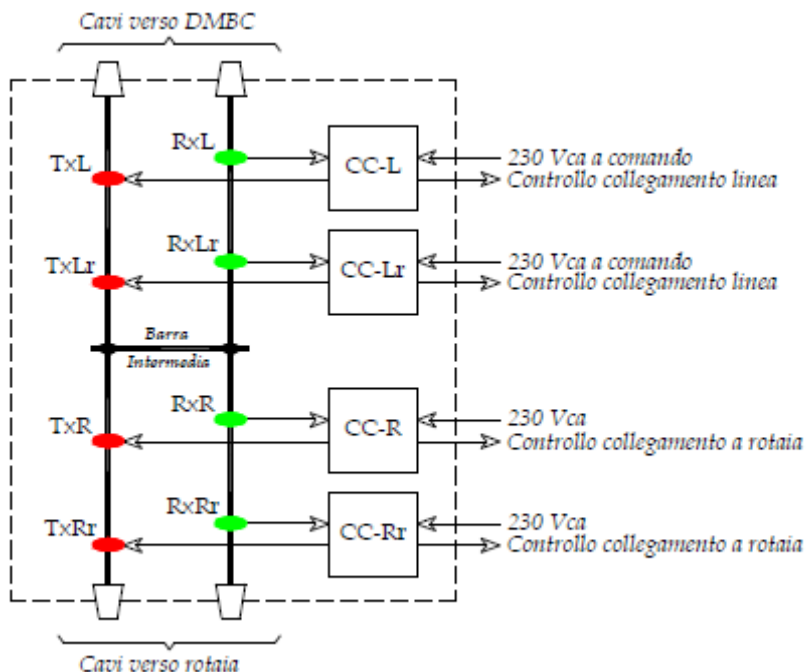 Cavi verso DMBC
RxL
TxL
CC-L
230 Vca a comando
Controllo collegamento linea
RxLr
TxLr
CC-Lr
230 Vca a comando
Controllo collegamento linea
Barra
Intermedia
RxR
TxR
CC-R
230 Vca
Controllo collegamento a rotaia
RxRr
TxRr
CC-Rr
230 Vca
Controllo collegamento a rotaia
Cavi verso rotaia